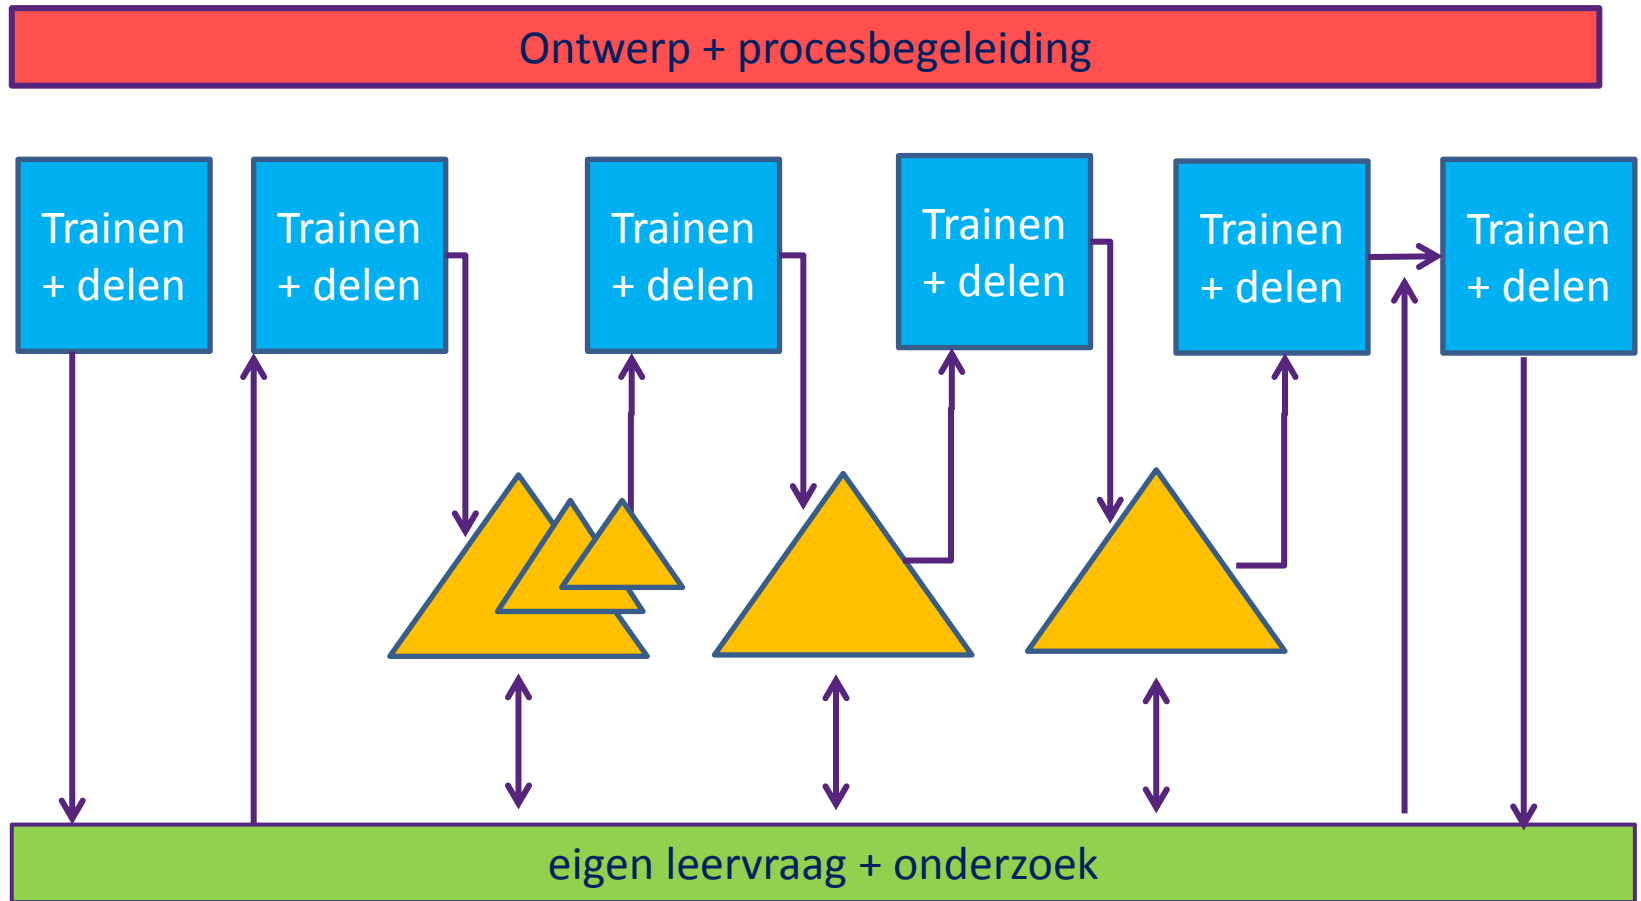 Ontwerp + procesbegeleiding
Trainen
+ delen
Trainen
+ delen
Trainen
+ delen
Trainen
+ delen
Trainen
+ delen
Trainen
+ delen
eigen leervraag + onderzoek